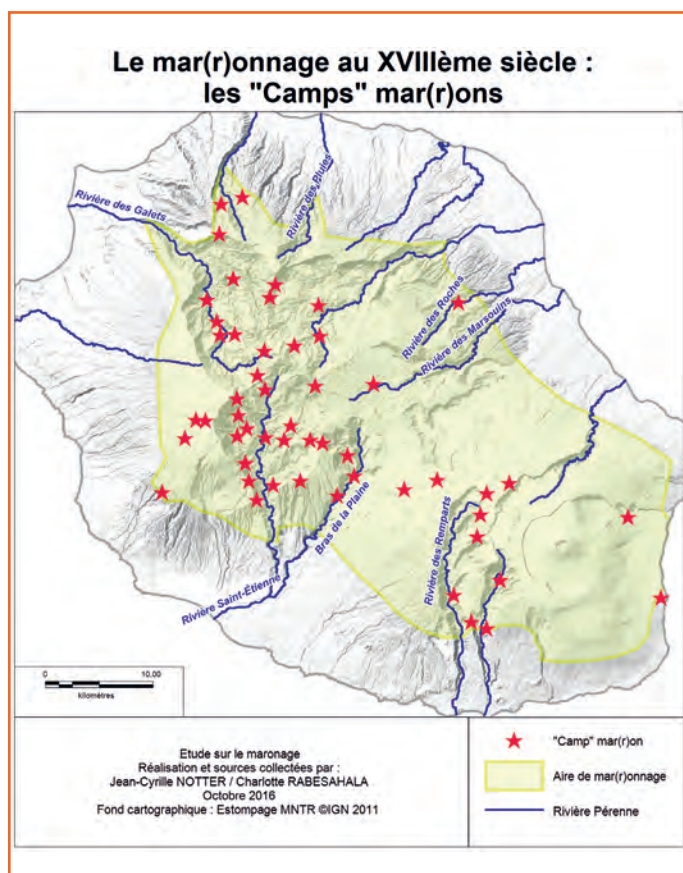 Le mar(r)onnage au XVIIIème siècle :
les "Camps" mar(r)ons
Rivière des Galets
Rivière des Pluies
Rivière des Roches
Rivière des Marsouins
Bras de la Plaine
Rivière des Remparts
Rivière Saint-Étienne
0 10,00
kilomètres
Etude sur le maronage
Réalisation et sources collectées par :
Jean-Cyrille NOTTER / Charlotte RABESAHALA
Octobre 2016
Fond cartographique : Estompage MNTR ©IGN 2011
"Camp" mar(r)on
Aire de mar(r)onnage
Rivière Pérenne